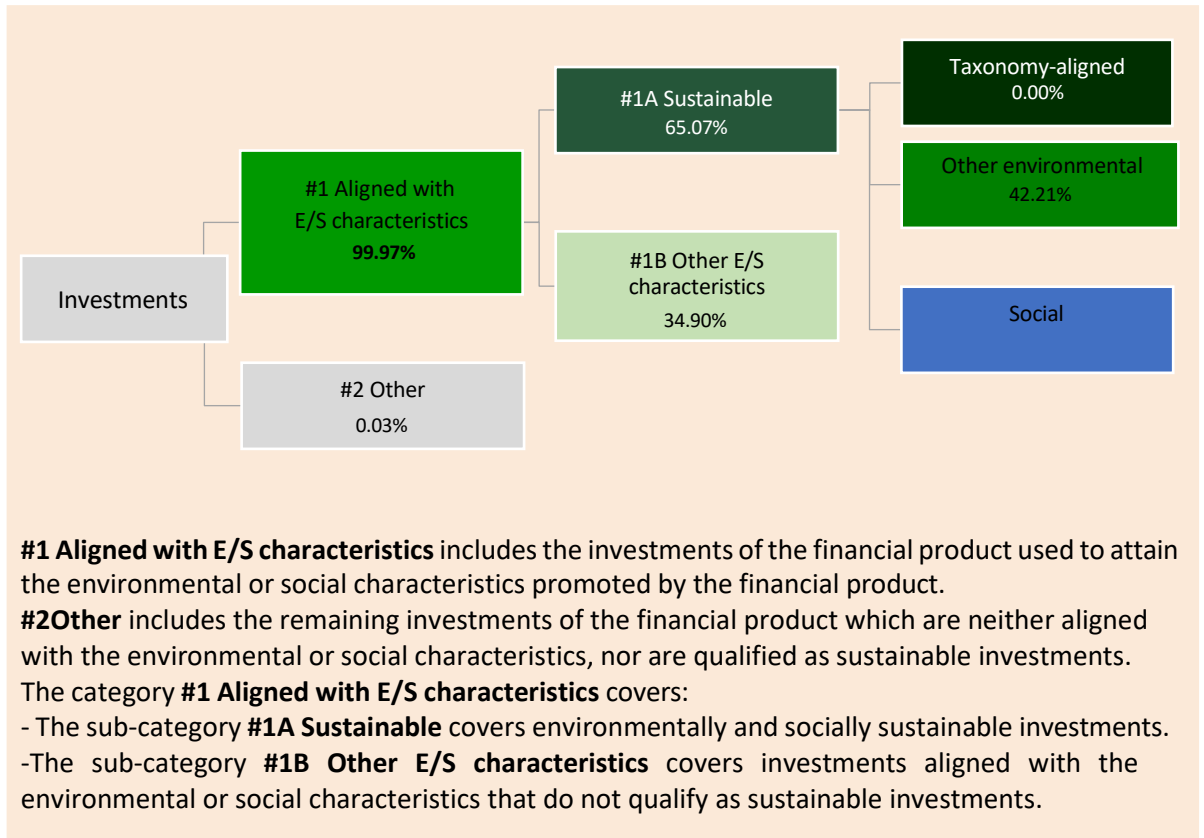 Investments
#1 Aligned with
E/S characteristics
99.97%
#2 Other
0.03%
#1A Sustainable
65.07%
#1B Other E/S
characteristics
34.90%
Taxonomy-aligned
0.00%
Other environmental
42.21%
Social
#1 Aligned with E/S characteristics includes the investments of the financial product used to attain
the environmental or social characteristics promoted by the financial product.
#2Other includes the remaining investments of the financial product which are neither aligned
with the environmental or social characteristics, nor are qualified as sustainable investments.
The category #1 Aligned with E/S characteristics covers:
- The sub-category #1A Sustainable covers environmentally and socially sustainable investments.
-The sub-category #1B Other E/S characteristics covers investments aligned with the
environmental or social characteristics that do not qualify as sustainable investments.